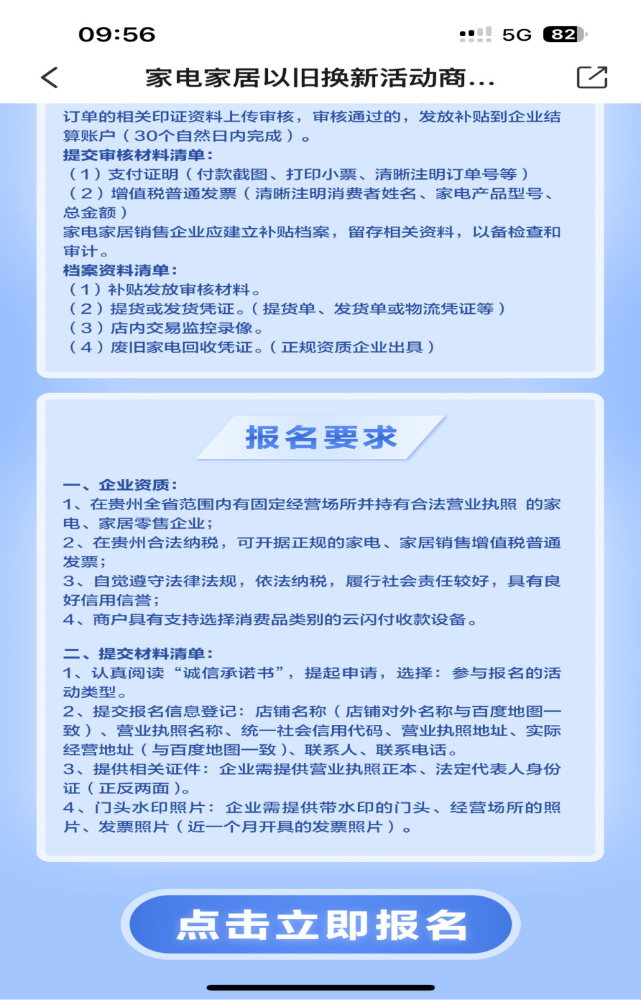 09:56
5G 82
家电家居以旧换新活动商...
订单的相关印证资料上传审核，审核通过的，发放补贴到企业结
算账户（30个自然日内完成）。
提交审核材料清单：
（1）支付证明（付款截图、打印小票、清晰注明订单号等）
（2）增值税普通发票（清晰注明消费者姓名、家电产品型号、
总金额）
家电家居销售企业应建立补贴档案，留存相关资料，以备检查和
审计。
档案资料清单：
（1）补贴发放审核材料。
（2）提货或发货凭证。（提货单、发货单或物流凭证等）
（3）店内交易监控录像。
（4）废旧家电回收凭证。（正规资质企业出具）
报名要求
一、企业资质：
1、在贵州全省范围内有固定经营场所并持有合法营业执照 的家
电、家居零售企业；
2、在贵州合法纳税，可开据正规的家电、家居销售增值税普通
发票；
3、自觉遵守法律法规，依法纳税，履行社会责任较好，具有良
好信用信誉；
4、商户具有支持选择消费品类别的云闪付收款设备。
二、提交材料清单：
1、认真阅读“诚信承诺书”，提起申请，选择：参与报名的活
动类型。
2、提交报名信息登记：店铺名称（店铺对外名称与百度地图一
致）、营业执照名称、统一社会信用代码、营业执照地址、实际
经营地址（与百度地图一致）、联系人、联系电话。
3、提供相关证件：企业需提供营业执照正本、法定代表人身份
证（正反两面）。
4、门头水印照片：企业需提供带水印的门头、经营场所的照
片、发票照片（近一个月开具的发票照片）。
点击立即报名